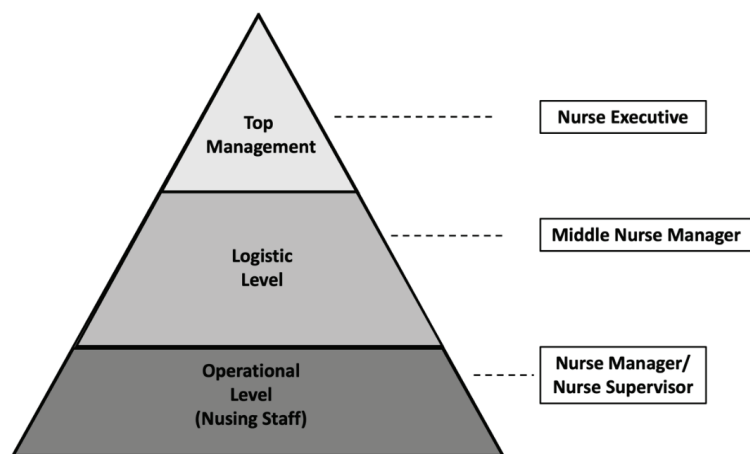 Top
Management
Nurse Executive
Logistic
Level
Middle Nurse Manager
Operational
Level
(Nusing Staff)
Nurse Manager/
Nurse Supervisor